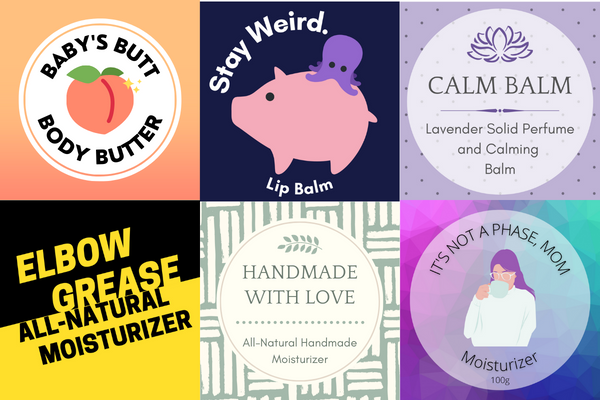 BABY'S BUTT
BODY BUTTER
Stay Weird.
Lip Balm
CALM BALM
Lavender Solid Perfume
and Calming
Balm
ELBOW
GREASE
ALL-NATURAL
MOISTURIZER
HANDMADE
WITH LOVE
All-Natural Handmade
Moisturizer
IT'S NOT A PHASE, MOM
Moisturizer
100g